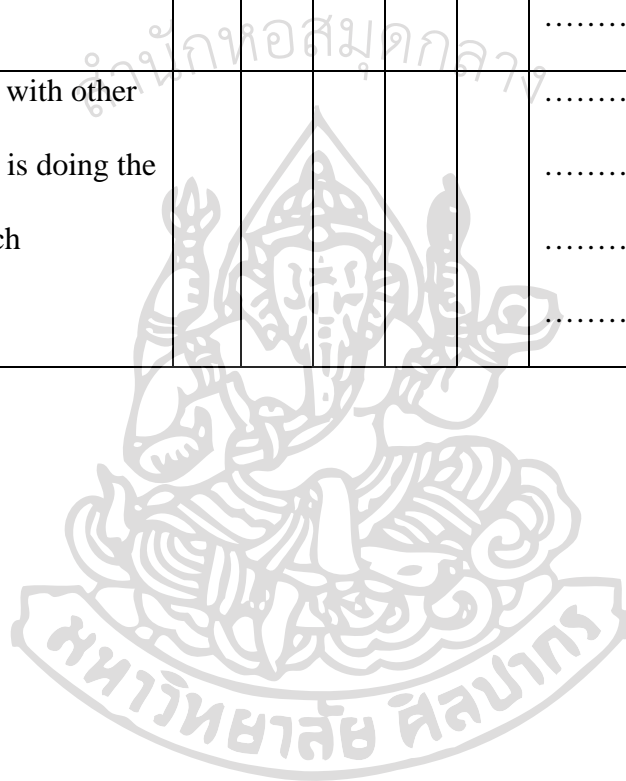 ………
สำนักหอสมุดกลาง
with other
………
is doing the
………
ch
………
………
มหาวิทยาลัย ศิลปากร